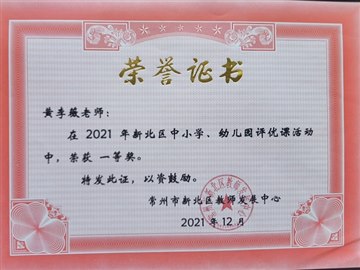 荣誉证书
黄李薇老师：
在 2021 年新北区中小学、幼儿园评优课活动
中，荣获 一等奖。
特发此证，以资鼓励。
常州市新北区教师发展中心
2021 年 12 月